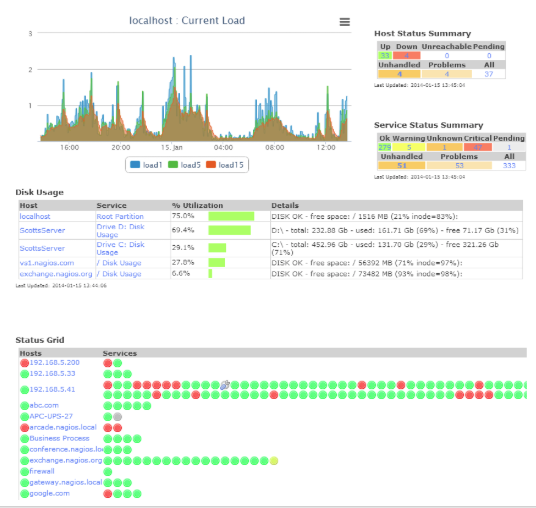 localhost : Current Load
3
2
1
16:00 20:00 15. Jan 04:00 08:00 12:00
load1 load5 load15
Host Status Summary
Up Down Unreachable Pending
33 4 0 0
Unhandled Problems All
4 4 37
Last Updated: 2014-01-15 13:45:04
Service Status Summary
Ok Warning Unknown Critical Pending
279 5 1 47 1
Unhandled Problems All
51 53 333
Last Updated: 2014-01-15 13:45:04
Disk Usage
Host Service % Utilization Details
localhost Root Partition 75.0% DISK OK - free space: / 1516 MB (21% inode=83%):
ScottsServer Drive D: Disk Usage 69.4% D:\ - total: 232.88 Gb - used: 161.71 Gb (69%) - free 71.17 Gb (31%)
ScottsServer Drive C: Disk Usage 29.1% C:\ - total: 452.96 Gb - used: 131.70 Gb (29%) - free 321.26 Gb (71%)
vs1.nagios.com / Disk Usage 27.8% DISK OK - free space: / 56392 MB (71% inode=97%):
exchange.nagios.org / Disk Usage 6.6% DISK OK - free space: / 73482 MB (93% inode=98%):
Last Updated: 2014-01-15 13:44:06
Status Grid
Hosts Services
192.168.5.200
192.168.5.33
192.168.5.41
abc.com
APC-UPS-27
arcade.nagios.local
Business Process
conference.nagios.loc
exchange.nagios.org
firewall
gateway.nagios.local
google.com